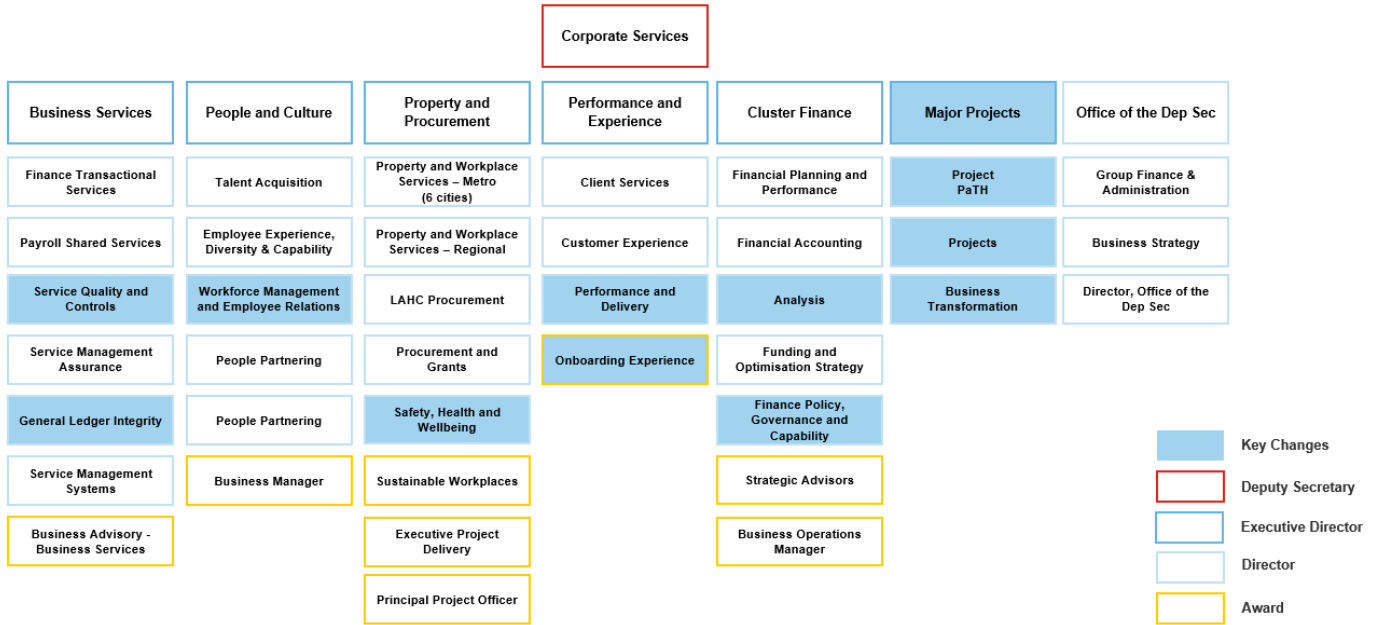 Corporate Services
Business Services
People and Culture
Property and
Procurement
Performance and
Experience
Cluster Finance
Major Projects
Office of the Dep Sec
Finance Transactional
Services
Talent Acquisition
Property and Workplace
Services – Metro
(6 cities)
Client Services
Financial Planning and
Performance
Project
PaTH
Group Finance &
Administration
Payroll Shared Services
Employee Experience,
Diversity & Capability
Property and Workplace
Services – Regional
Customer Experience
Financial Accounting
Projects
Business Strategy
Service Quality and
Controls
Workforce Management
and Employee Relations
LAHC Procurement
Performance and
Delivery
Analysis
Business
Transformation
Director, Office of the
Dep Sec
Service Management
Assurance
People Partnering
Procurement and
Grants
Onboarding Experience
Funding and
Optimisation Strategy
General Ledger Integrity
People Partnering
Safety, Health and
Wellbeing
Finance Policy,
Governance and
Capability
Service Management
Systems
Business Manager
Sustainable Workplaces
Strategic Advisors
Business Advisory -
Business Services
Executive Project
Delivery
Business Operations
Manager
Principal Project Officer
Key Changes
Deputy Secretary
Executive Director
Director
Award